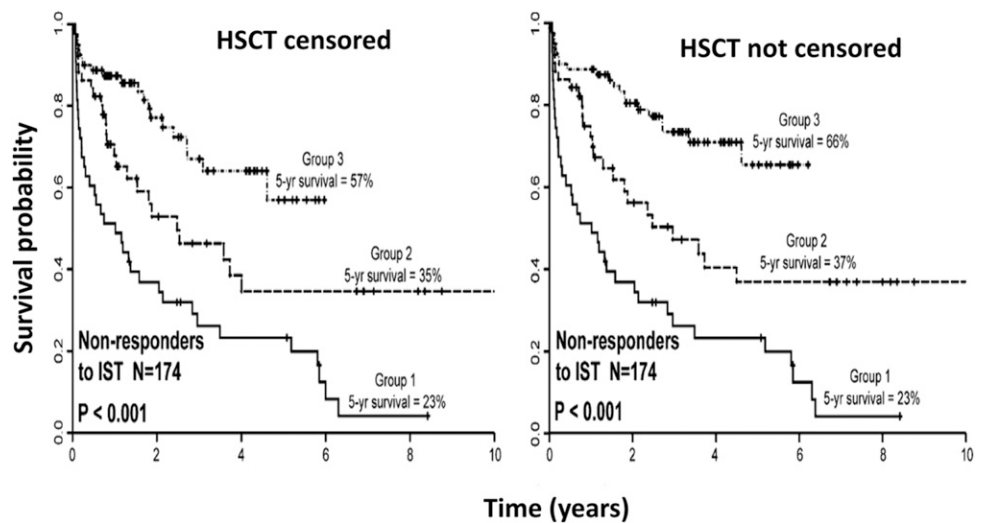 HSCT censored
Survival probability
1.0
0.8
0.6
0.4
0.2
0.0
Group 3
5-yr survival = 57%
Group 2
5-yr survival = 35%
Non-responders
to IST N=174
P < 0.001
Group 1
5-yr survival = 23%
0 2 4 6 8 10
HSCT not censored
1.0
0.8
0.6
0.4
0.2
0.0
Group 3
5-yr survival = 66%
Group 2
5-yr survival = 37%
Non-responders
to IST N=174
P < 0.001
Group 1
5-yr survival = 23%
0 2 4 6 8 10
Time (years)